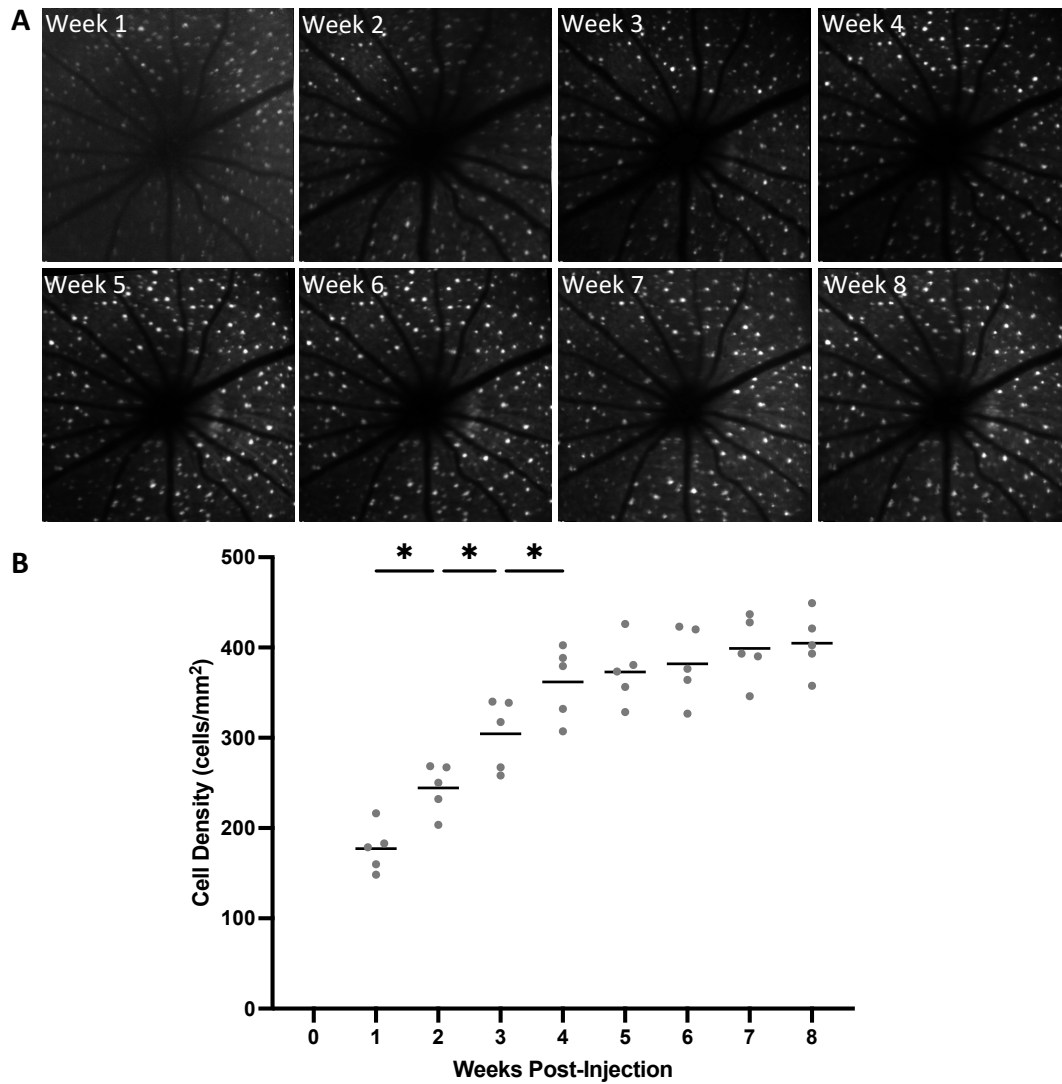 A
Week 1
Week 2
Week 3
Week 4
Week 5
Week 6
Week 7
Week 8
B
* * *
500
400
300
200
100
0
Cell Density (cells/mm²)
0 1 2 3 4 5 6 7 8
Weeks Post-Injection